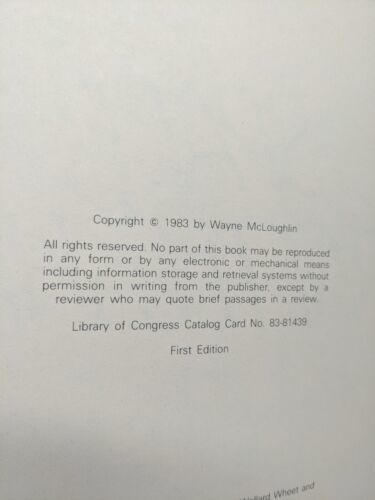 Copyright © 1983 by Wayne McLoughlin
All rights reserved. No part of this book may be reproduced
in any form or by any electronic or mechanical means
including information storage and retrieval systems without
permission in writing from the publisher, except by a
reviewer who may quote brief passages in a review.
Library of Congress Catalog Card No. 83-81439
First Edition
Wheet and